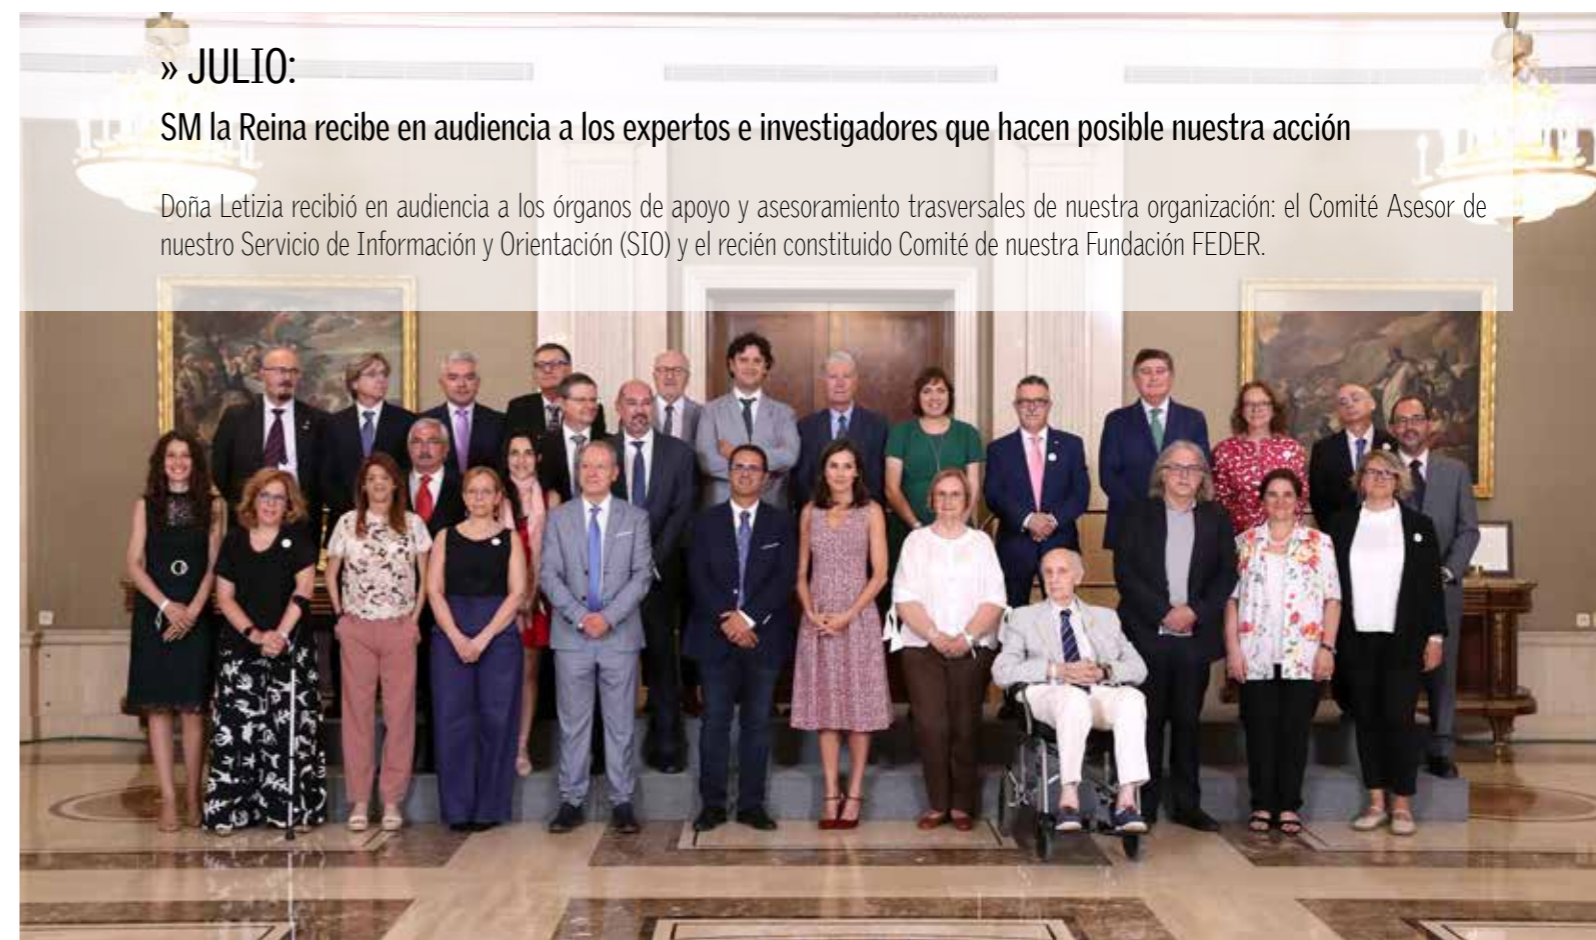 » JULIO:
SM la Reina recibe en audiencia a los expertos e investigadores que hacen posible nuestra acción
Doña Letizia recibió en audiencia a los órganos de apoyo y asesoramiento trasversales de nuestra organización: el Comité Asesor de
nuestro Servicio de Información y Orientación (SIO) y el recién constituido Comité de nuestra Fundación FEDER.